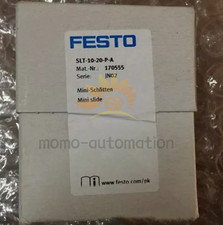 FESTO
SLT-10-20-P-A
Mat.-Nr.: 170555
Serie: JN02
Mini-Schlitten
Mini slide
momo-automation
www.festo.com/pk